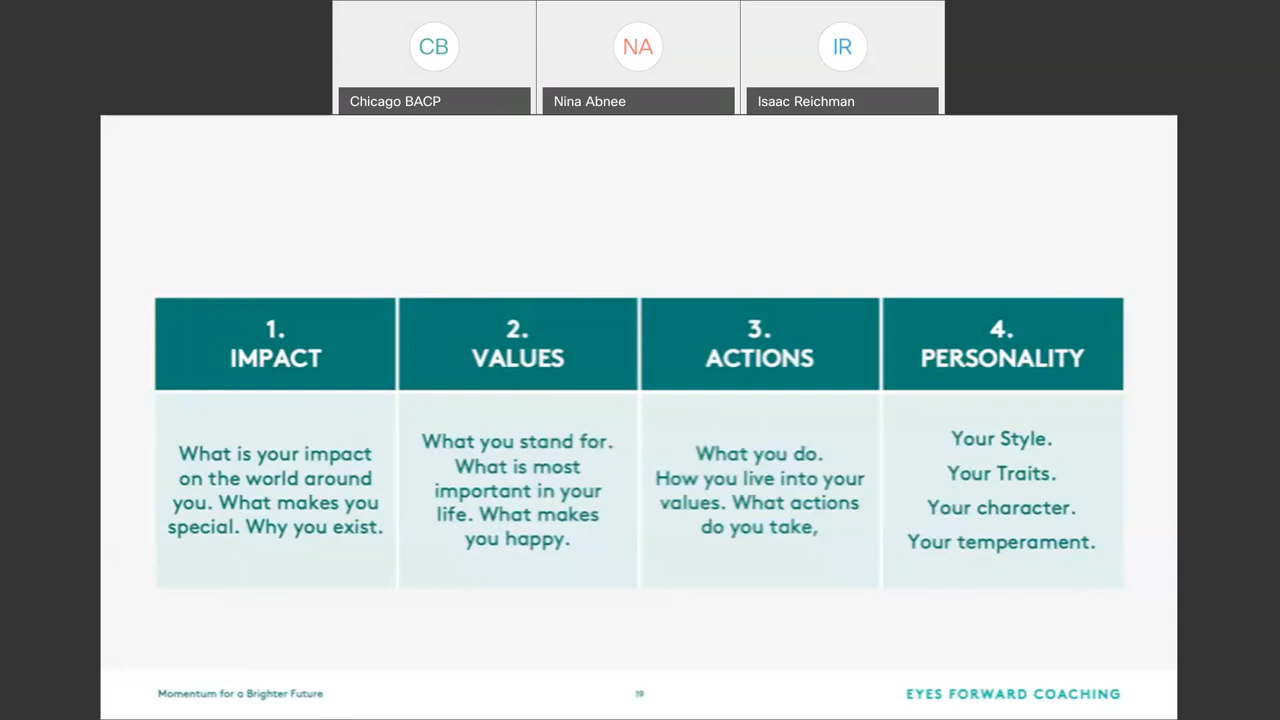 CB
NA
IR
Chicago BACP
Nina Abnee
Isaac Reichman
1.
IMPACT
2.
VALUES
3.
ACTIONS
4.
PERSONALITY
What is your impact
on the world around
you. What makes you
special. Why you exist.
What you stand for.
What is most
important in your
life. What makes
you happy.
What you do.
How you live into your
values. What actions
do you take,
Your Style.
Your Traits.
Your character.
Your temperament.
Momentum for a Brighter Future
19
EYES FORWARD COACHING